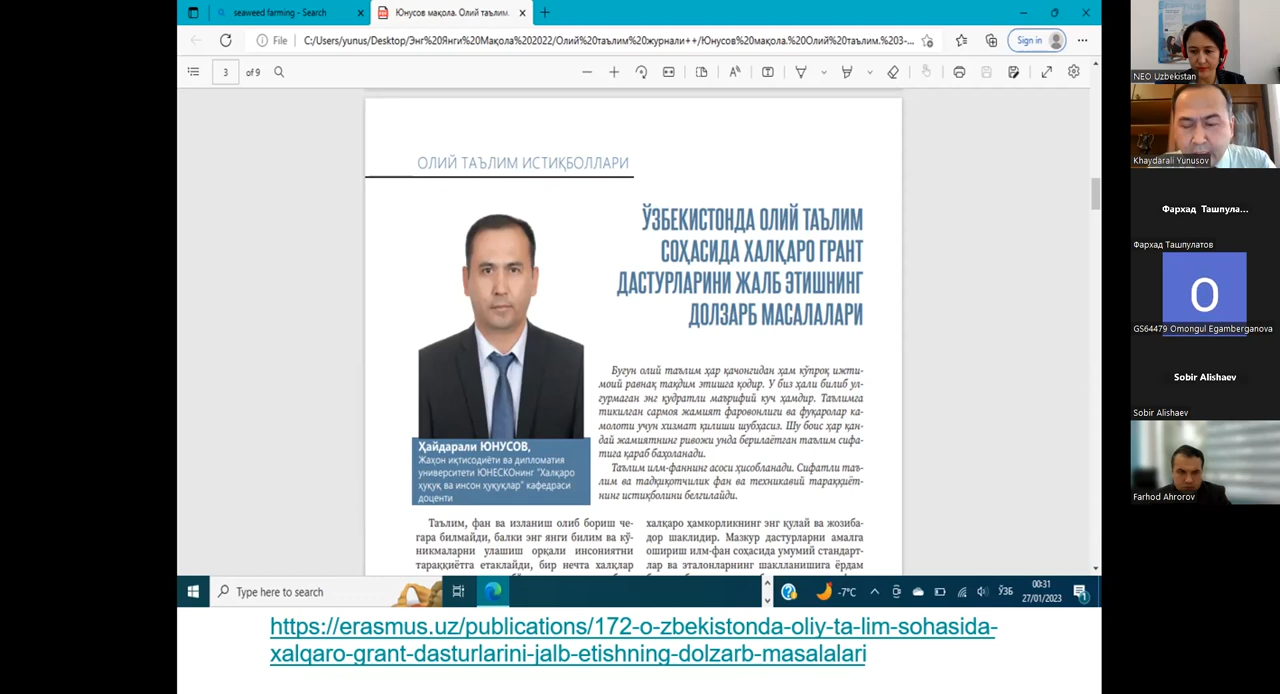 seaweed farming - Search
Юнусов мақола. Олий таълим.
File
C:/Users/yunus/Desktop/Энг%20Янги%20Мақола%202022/Олий%20таълим%20журнали++/Юнусов%20мақола.%20Олий%20таълим.%203-...
Sign in
3
of 9
ОЛИЙ ТАЪЛИМ ИСТИҚБОЛЛАРИ
ЎЗБЕКИСТОНДА ОЛИЙ ТАЪЛИМ
СОҲАСИДА ХАЛҚАРО ГРАНТ
ДАСТУРЛАРИНИ ЖАЛБ ЭТИШНИНГ
ДОЛЗАРБ МАСАЛАЛАРИ
Бугун олий таълим ҳар қачонгидан ҳам кўпроқ ижти-
моий равнақ тақдим этишга қодир. У биз ҳали билиб ул-
гурмаган энг қудратли маърифий куч ҳамдир. Таълимга
тикилган сармоя жамият фаровонлиги ва фуқаролар ка-
молоти учун хизмат қилиши шубҳасиз. Шу боис ҳар қан-
дай жамиятнинг ривожи унда берилаётган таълим сифа-
тига қараб баҳоланади.
Таълим илм-фаннинг асоси ҳисобланади. Сифатли таъ-
лим ва тадқиқотчилик фан ва техникавий тараққиёт-
нинг истиқболини белгилайди.
Ҳайдарали ЮНУСОВ,
Жаҳон иқтисодиёти ва дипломатия
университети ЮНЕСКОнинг "Халқаро
ҳуқуқ ва инсон ҳуқуқлар" кафедраси
доценти
Таълим, фан ва изланиш олиб бориш че-
гара билмайди, балки энг янги билим ва кў-
никмаларни улашиш орқали инсониятни
тараққиётга етаклайди, бир нечта халқлар
халқаро ҳамкорликнинг энг қулай ва жозиба-
дор шаклидир. Мазкур дастурларни амалга
ошириш илм-фан соҳасида умумий стандарт-
лар ва эталонларнинг шаклланишига ёрдам
Type here to search
-7°C
ЎЗБ
00:31
27/01/2023
1
https://erasmus.uz/publications/172-o-zbekistonda-oliy-ta-lim-sohasida-
xalqaro-grant-dasturlarini-jalb-etishning-dolzarb-masalalari
NEO Uzbekistan
Khaydarali Yunusov
Фархад Ташпула...
Фарход Ташпулатов
O
GS64479 Omongul Egamberganova
Sobir Alishaev
Sobir Alishaev
Farhod Ahrorov